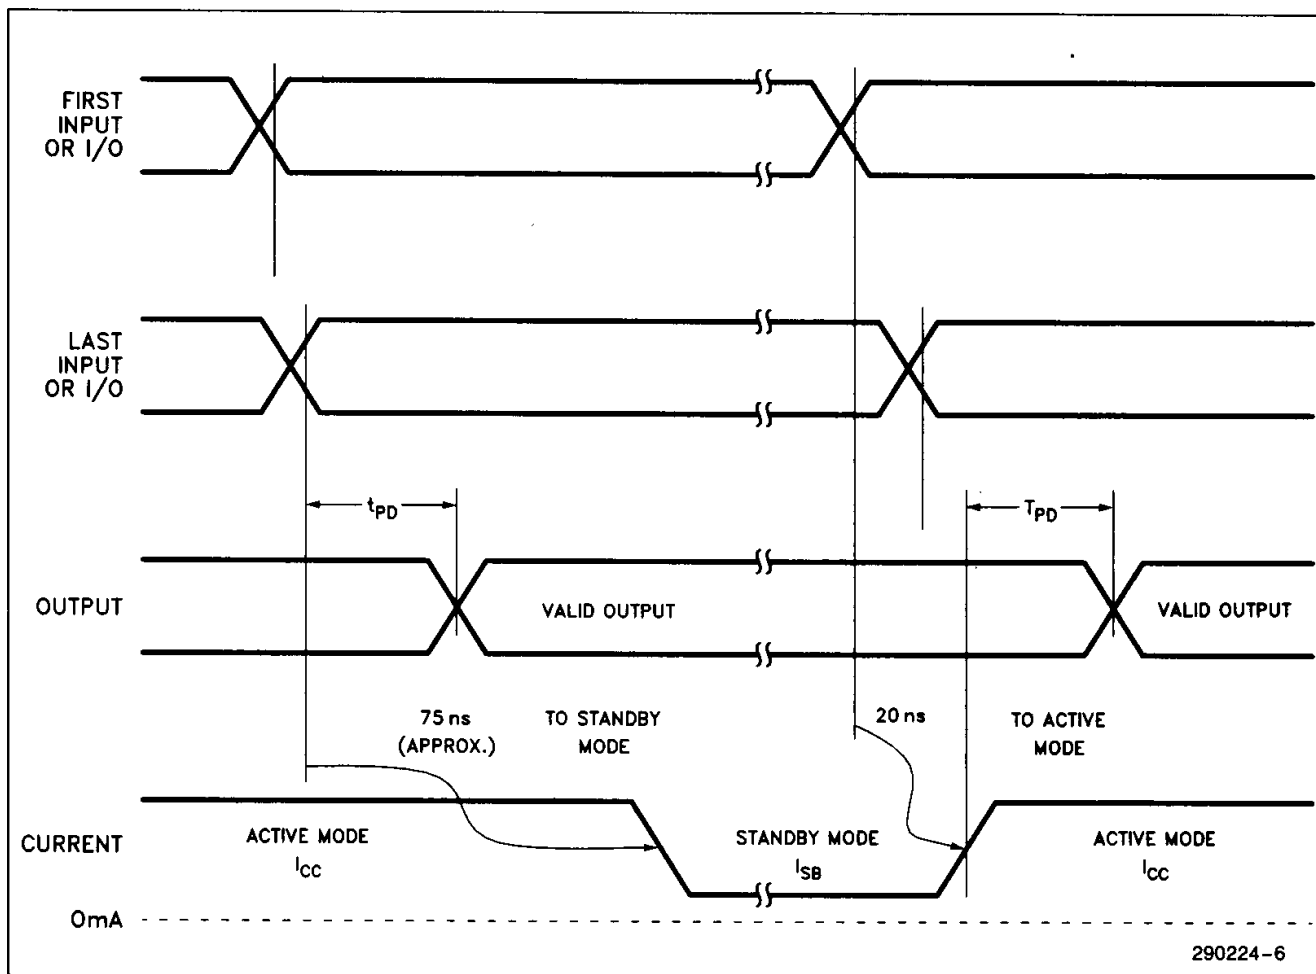 FIRST
INPUT
OR I/O
LAST
INPUT
OR I/O
tPD
TPD
OUTPUT
VALID OUTPUT
VALID OUTPUT
75 ns
(APPROX.)
TO STANDBY
MODE
20 ns
TO ACTIVE
MODE
CURRENT
ACTIVE MODE
ICC
STANDBY MODE
ISB
ACTIVE MODE
ICC
0mA
290224-6